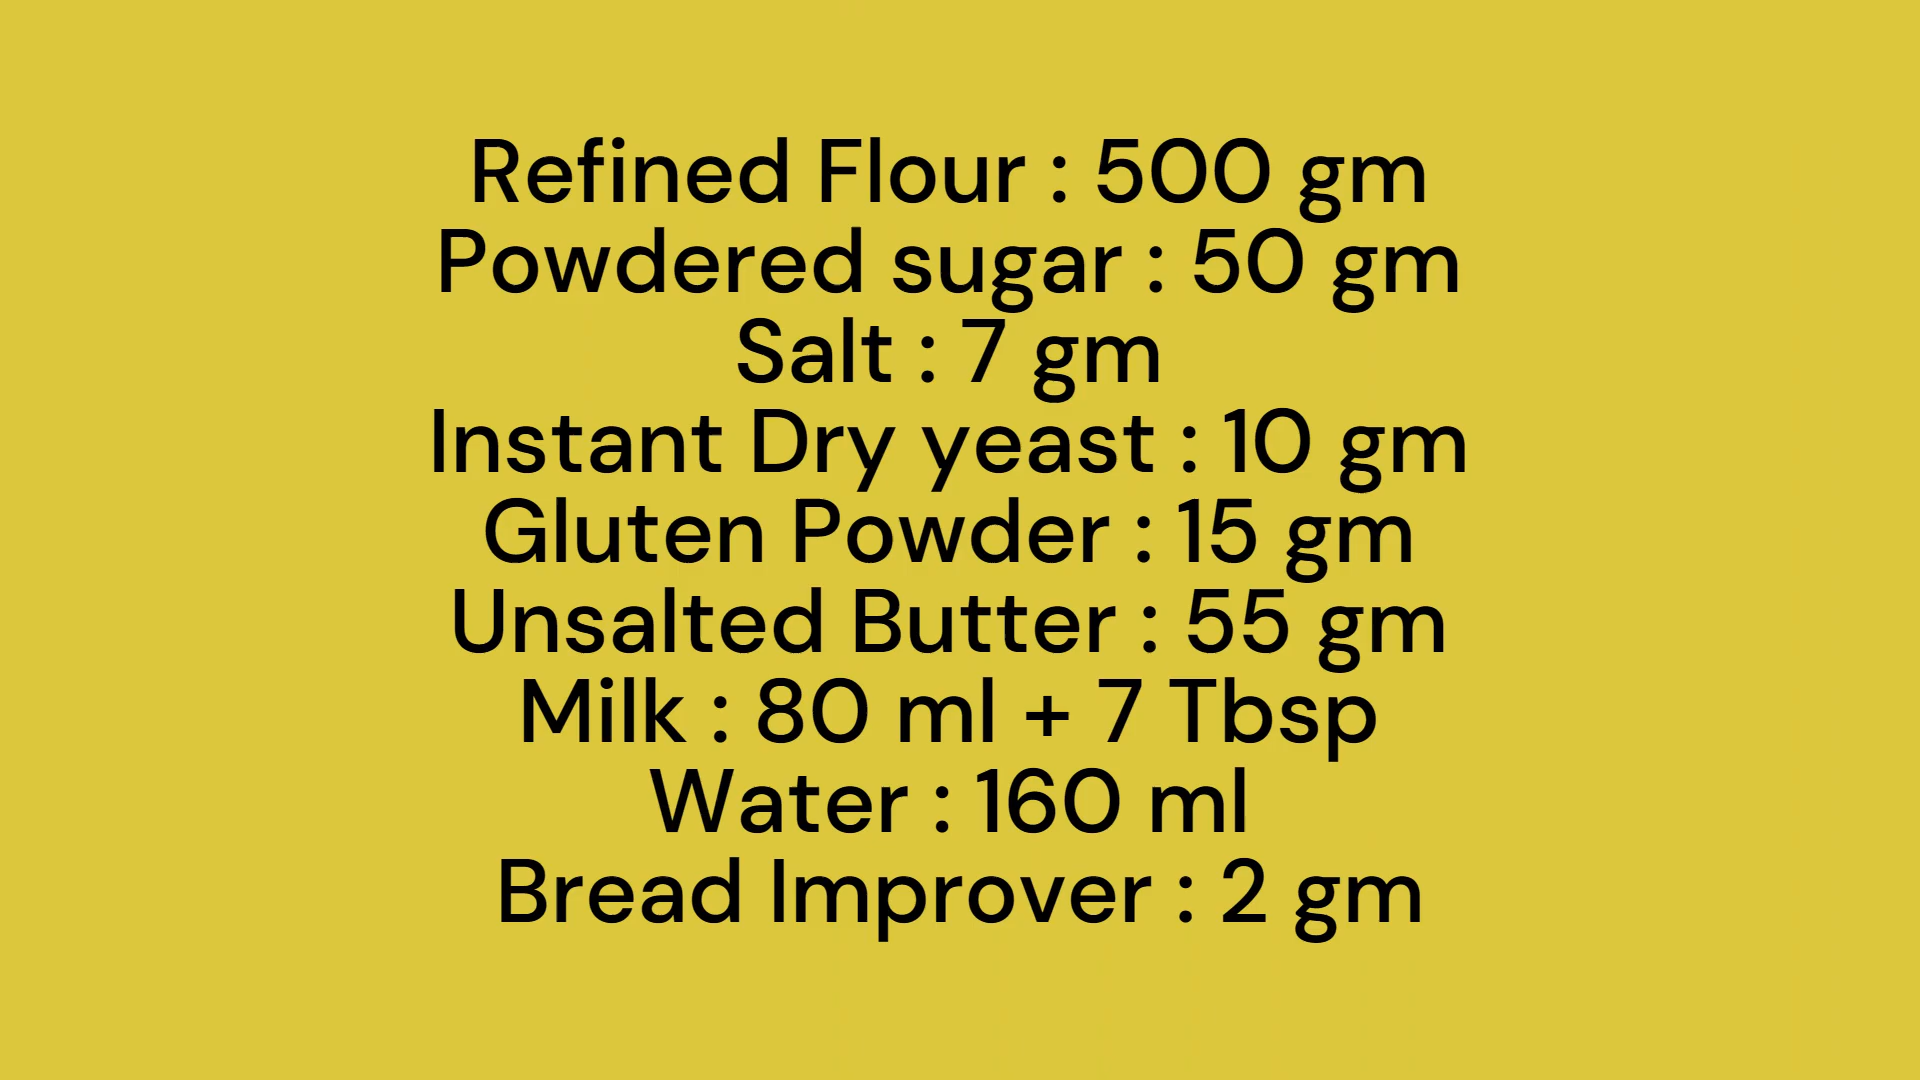 Refined Flour : 500 gm
Powdered sugar : 50 gm
Salt : 7 gm
Instant Dry yeast : 10 gm
Gluten Powder : 15 gm
Unsalted Butter : 55 gm
Milk : 80 ml + 7 Tbsp
Water : 160 ml
Bread Improver : 2 gm